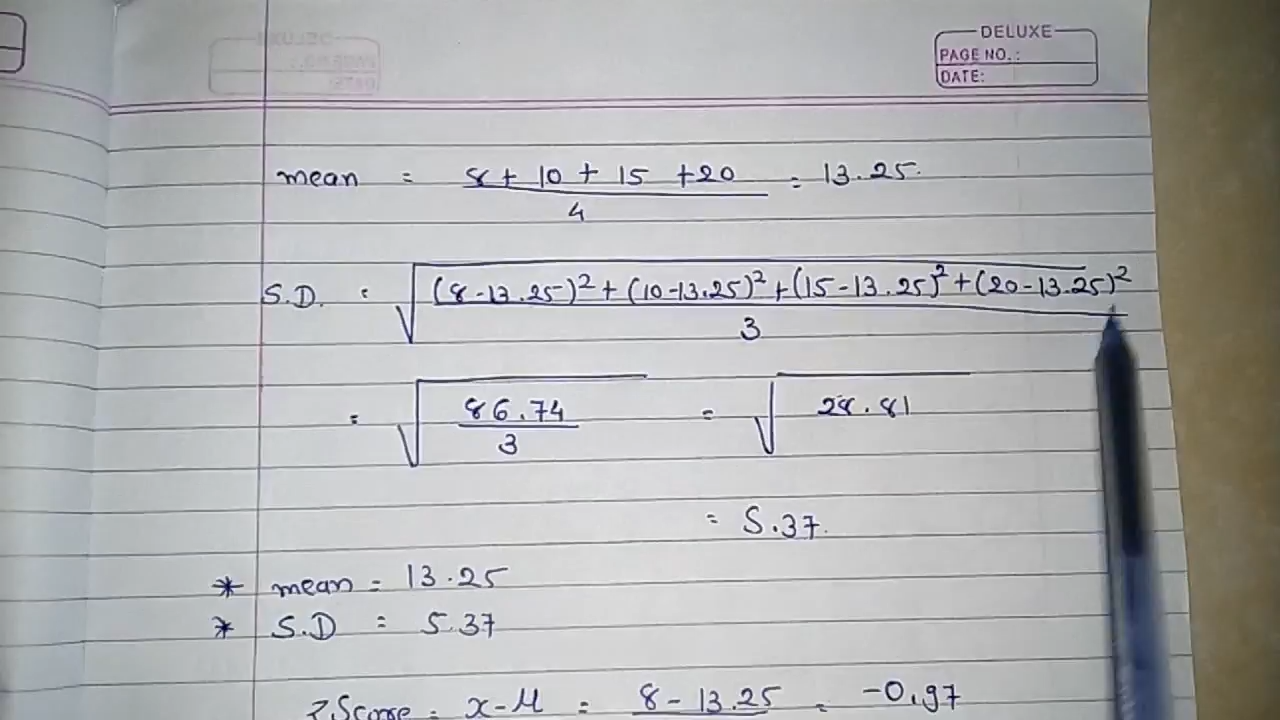 DELUXE
PAGE NO.:
DATE:
mean = 8 + 10 + 15 + 20 = 13.25.
4
S.D. = √ (8-13.25)² + (10-13.25)² + (15-13.25)² + (20-13.25)²
3
= √ 86.74 = √ 28.81
3
= 5.37.
* mean = 13.25
* S.D = 5.37
Z Score = x-μ = 8 - 13.25 = -0.97